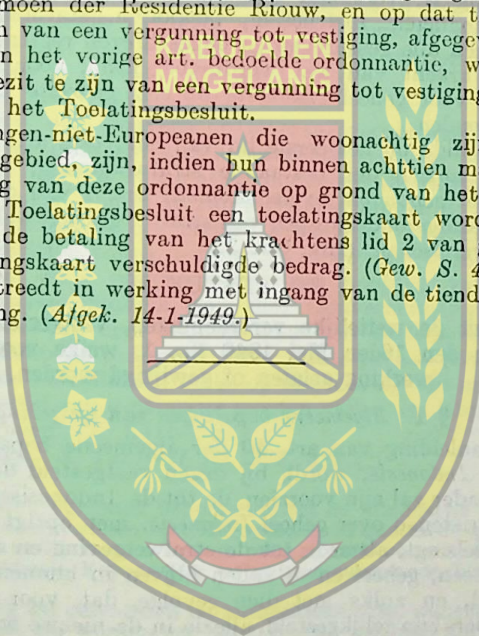 moen der Residentie Riouw, en op dat t
n van een vergunning tot vestiging, afgege
n het vorige art. bedoelde ordonnantie, w
ezit te zijn van een vergunning tot vestiging
het Toelatingsbesluit.
KABUPATEN
MAGELANG
ngen-niet-Europeanen die woonachtig zij
gebied, zijn, indien hun binnen achttien m
g van deze ordonnantie op grond van het
Toelatingsbesluit een toelatingskaart word
de betaling van het krachtens lid 2 van
ngskaart verschuldigde bedrag. (Gew. S. 4
treedt in werking met ingang van de tiend
ng. (Afgek. 14-1-1949.)